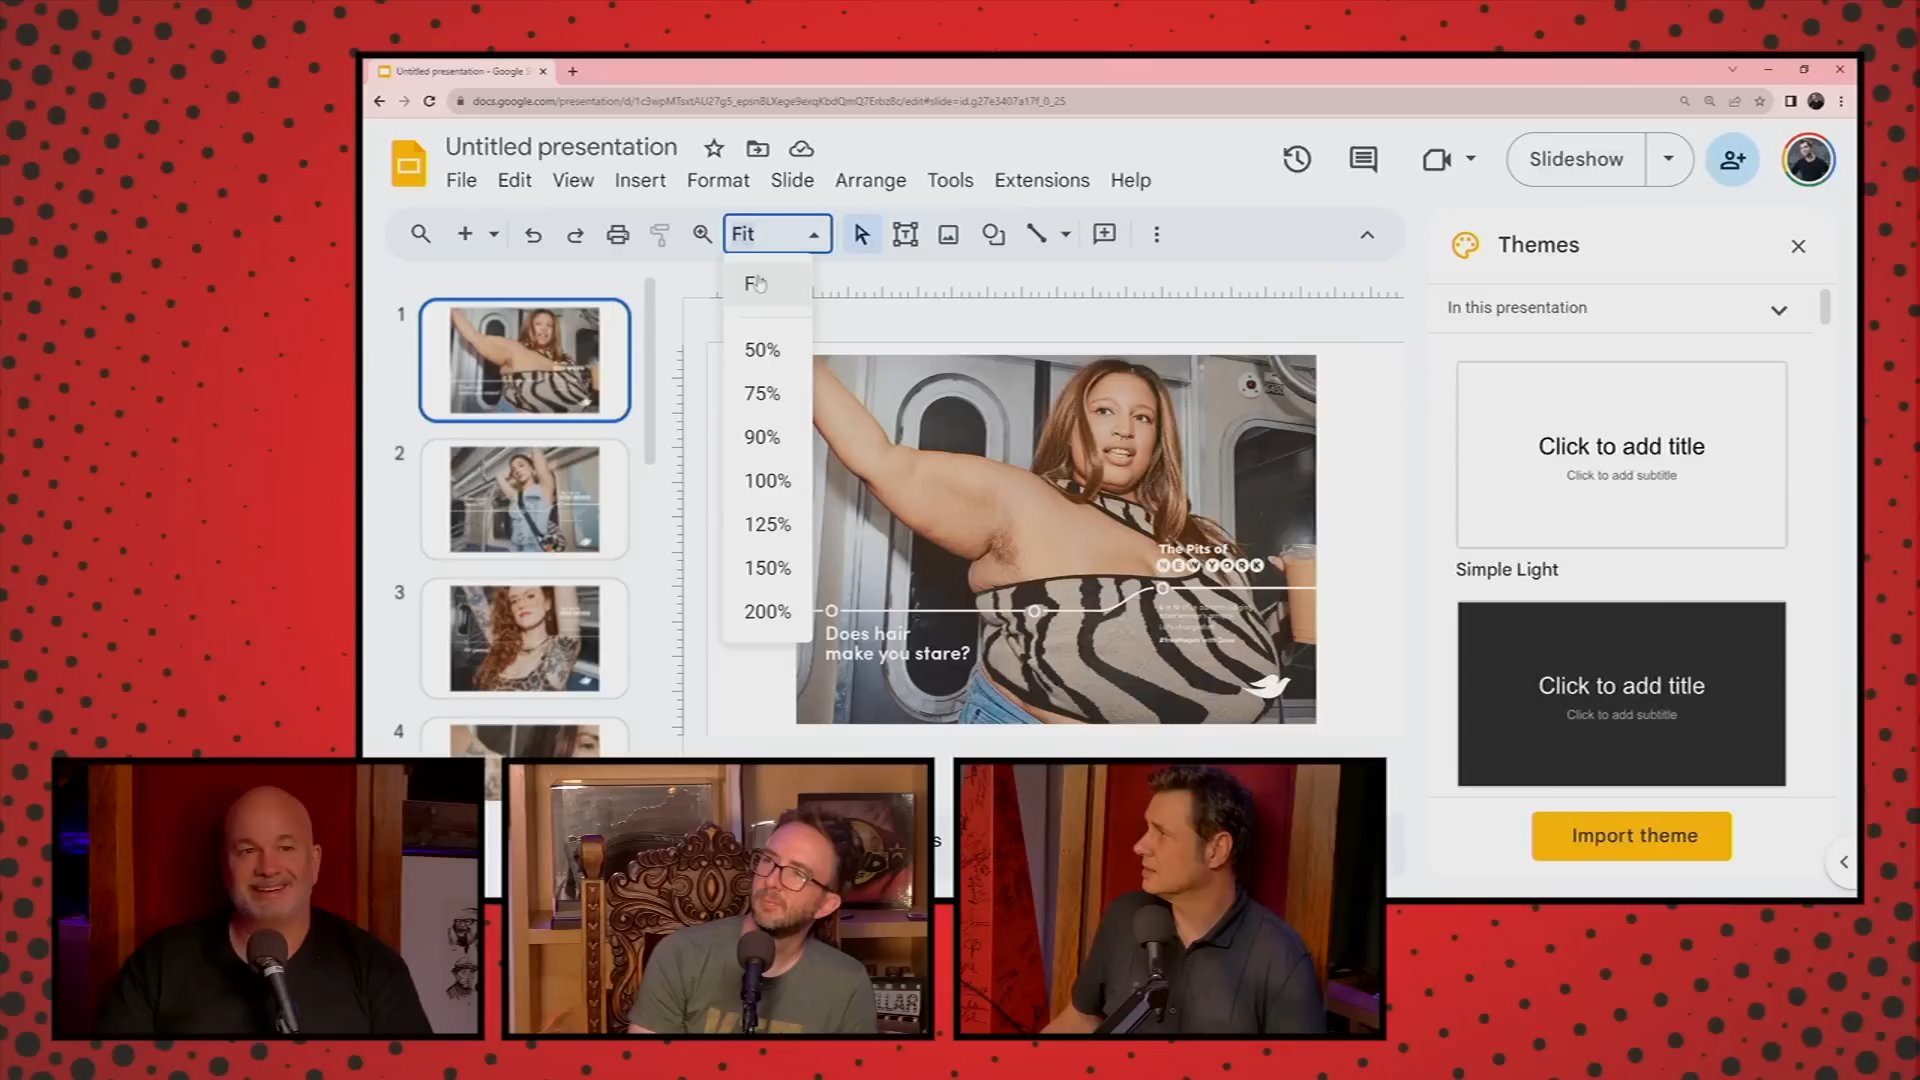 Untitled presentation - Google S
docs.google.com/presentation/d/1c3wpMTsxtAU27g5_epsnBLXege9exqKbdQmQ7Erbz8c/edit#slide=id.g27e3407a17f_0_25
Untitled presentation
Slideshow
File Edit View Insert Format Slide Arrange Tools Extensions Help
Fit
Themes
In this presentation
50%
75%
90%
100%
125%
150%
200%
1
2
3
4
The Pits of
NEW YORK
Does hair
make you stare?
Click to add title
Click to add subtitle
Simple Light
Click to add title
Click to add subtitle
Import theme